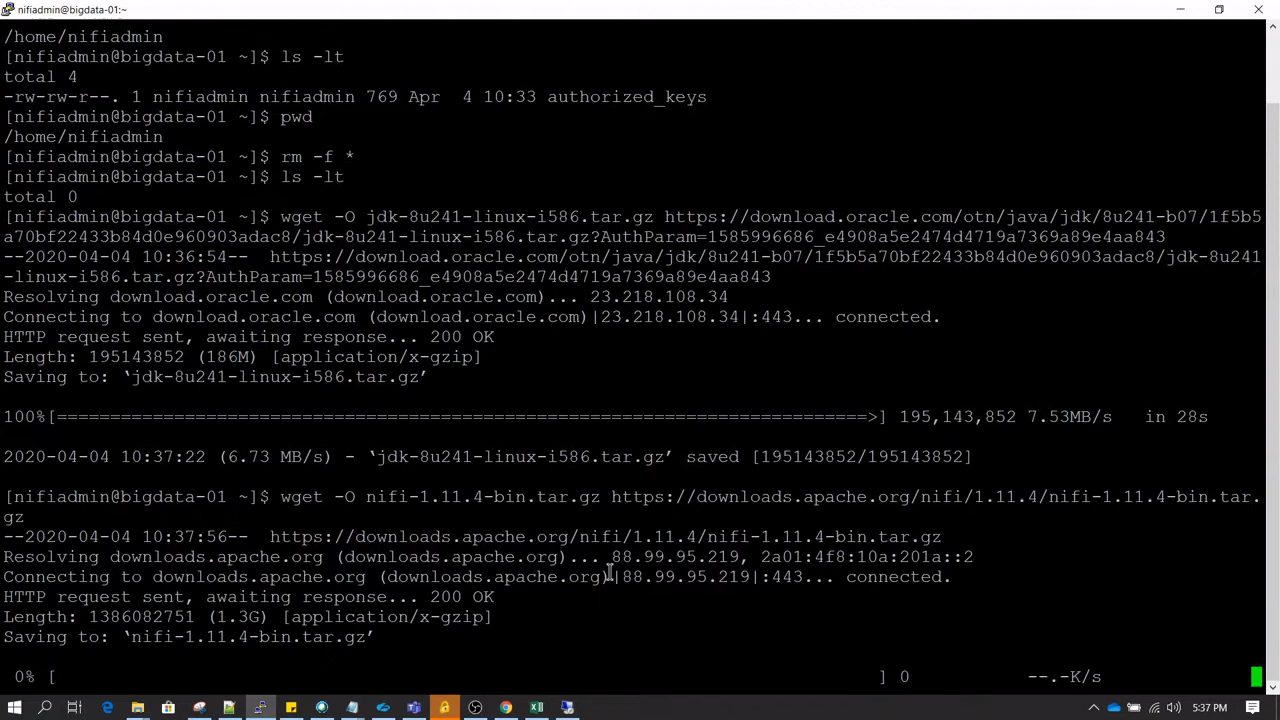 nifiadmin@bigdata-01:~
/home/nifiadmin
[nifiadmin@bigdata-01 ~]$ ls -lt
total 4
-rw-rw-r--. 1 nifiadmin nifiadmin 769 Apr  4 10:33 authorized_keys
[nifiadmin@bigdata-01 ~]$ pwd
/home/nifiadmin
[nifiadmin@bigdata-01 ~]$ rm -f *
[nifiadmin@bigdata-01 ~]$ ls -lt
total 0
[nifiadmin@bigdata-01 ~]$ wget -O jdk-8u241-linux-i586.tar.gz https://download.oracle.com/otn/java/jdk/8u241-b07/1f5b5
a70bf22433b84d0e960903adac8/jdk-8u241-linux-i586.tar.gz?AuthParam=1585996686_e4908a5e2474d4719a7369a89e4aa843
--2020-04-04 10:36:54--  https://download.oracle.com/otn/java/jdk/8u241-b07/1f5b5a70bf22433b84d0e960903adac8/jdk-8u241
-linux-i586.tar.gz?AuthParam=1585996686_e4908a5e2474d4719a7369a89e4aa843
Resolving download.oracle.com (download.oracle.com)... 23.218.108.34
Connecting to download.oracle.com (download.oracle.com)|23.218.108.34|:443... connected.
HTTP request sent, awaiting response... 200 OK
Length: 195143852 (186M) [application/x-gzip]
Saving to: ‘jdk-8u241-linux-i586.tar.gz’
100%[============================================================================>] 195,143,852 7.53MB/s   in 28s
2020-04-04 10:37:22 (6.73 MB/s) - ‘jdk-8u241-linux-i586.tar.gz’ saved [195143852/195143852]
[nifiadmin@bigdata-01 ~]$ wget -O nifi-1.11.4-bin.tar.gz https://downloads.apache.org/nifi/1.11.4/nifi-1.11.4-bin.tar.
gz
--2020-04-04 10:37:56--  https://downloads.apache.org/nifi/1.11.4/nifi-1.11.4-bin.tar.gz
Resolving downloads.apache.org (downloads.apache.org)... 88.99.95.219, 2a01:4f8:10a:201a::2
Connecting to downloads.apache.org (downloads.apache.org)|88.99.95.219|:443... connected.
HTTP request sent, awaiting response... 200 OK
Length: 1386082751 (1.3G) [application/x-gzip]
Saving to: ‘nifi-1.11.4-bin.tar.gz’
0% [                                                                              ] 0           --.-K/s
5:37 PM